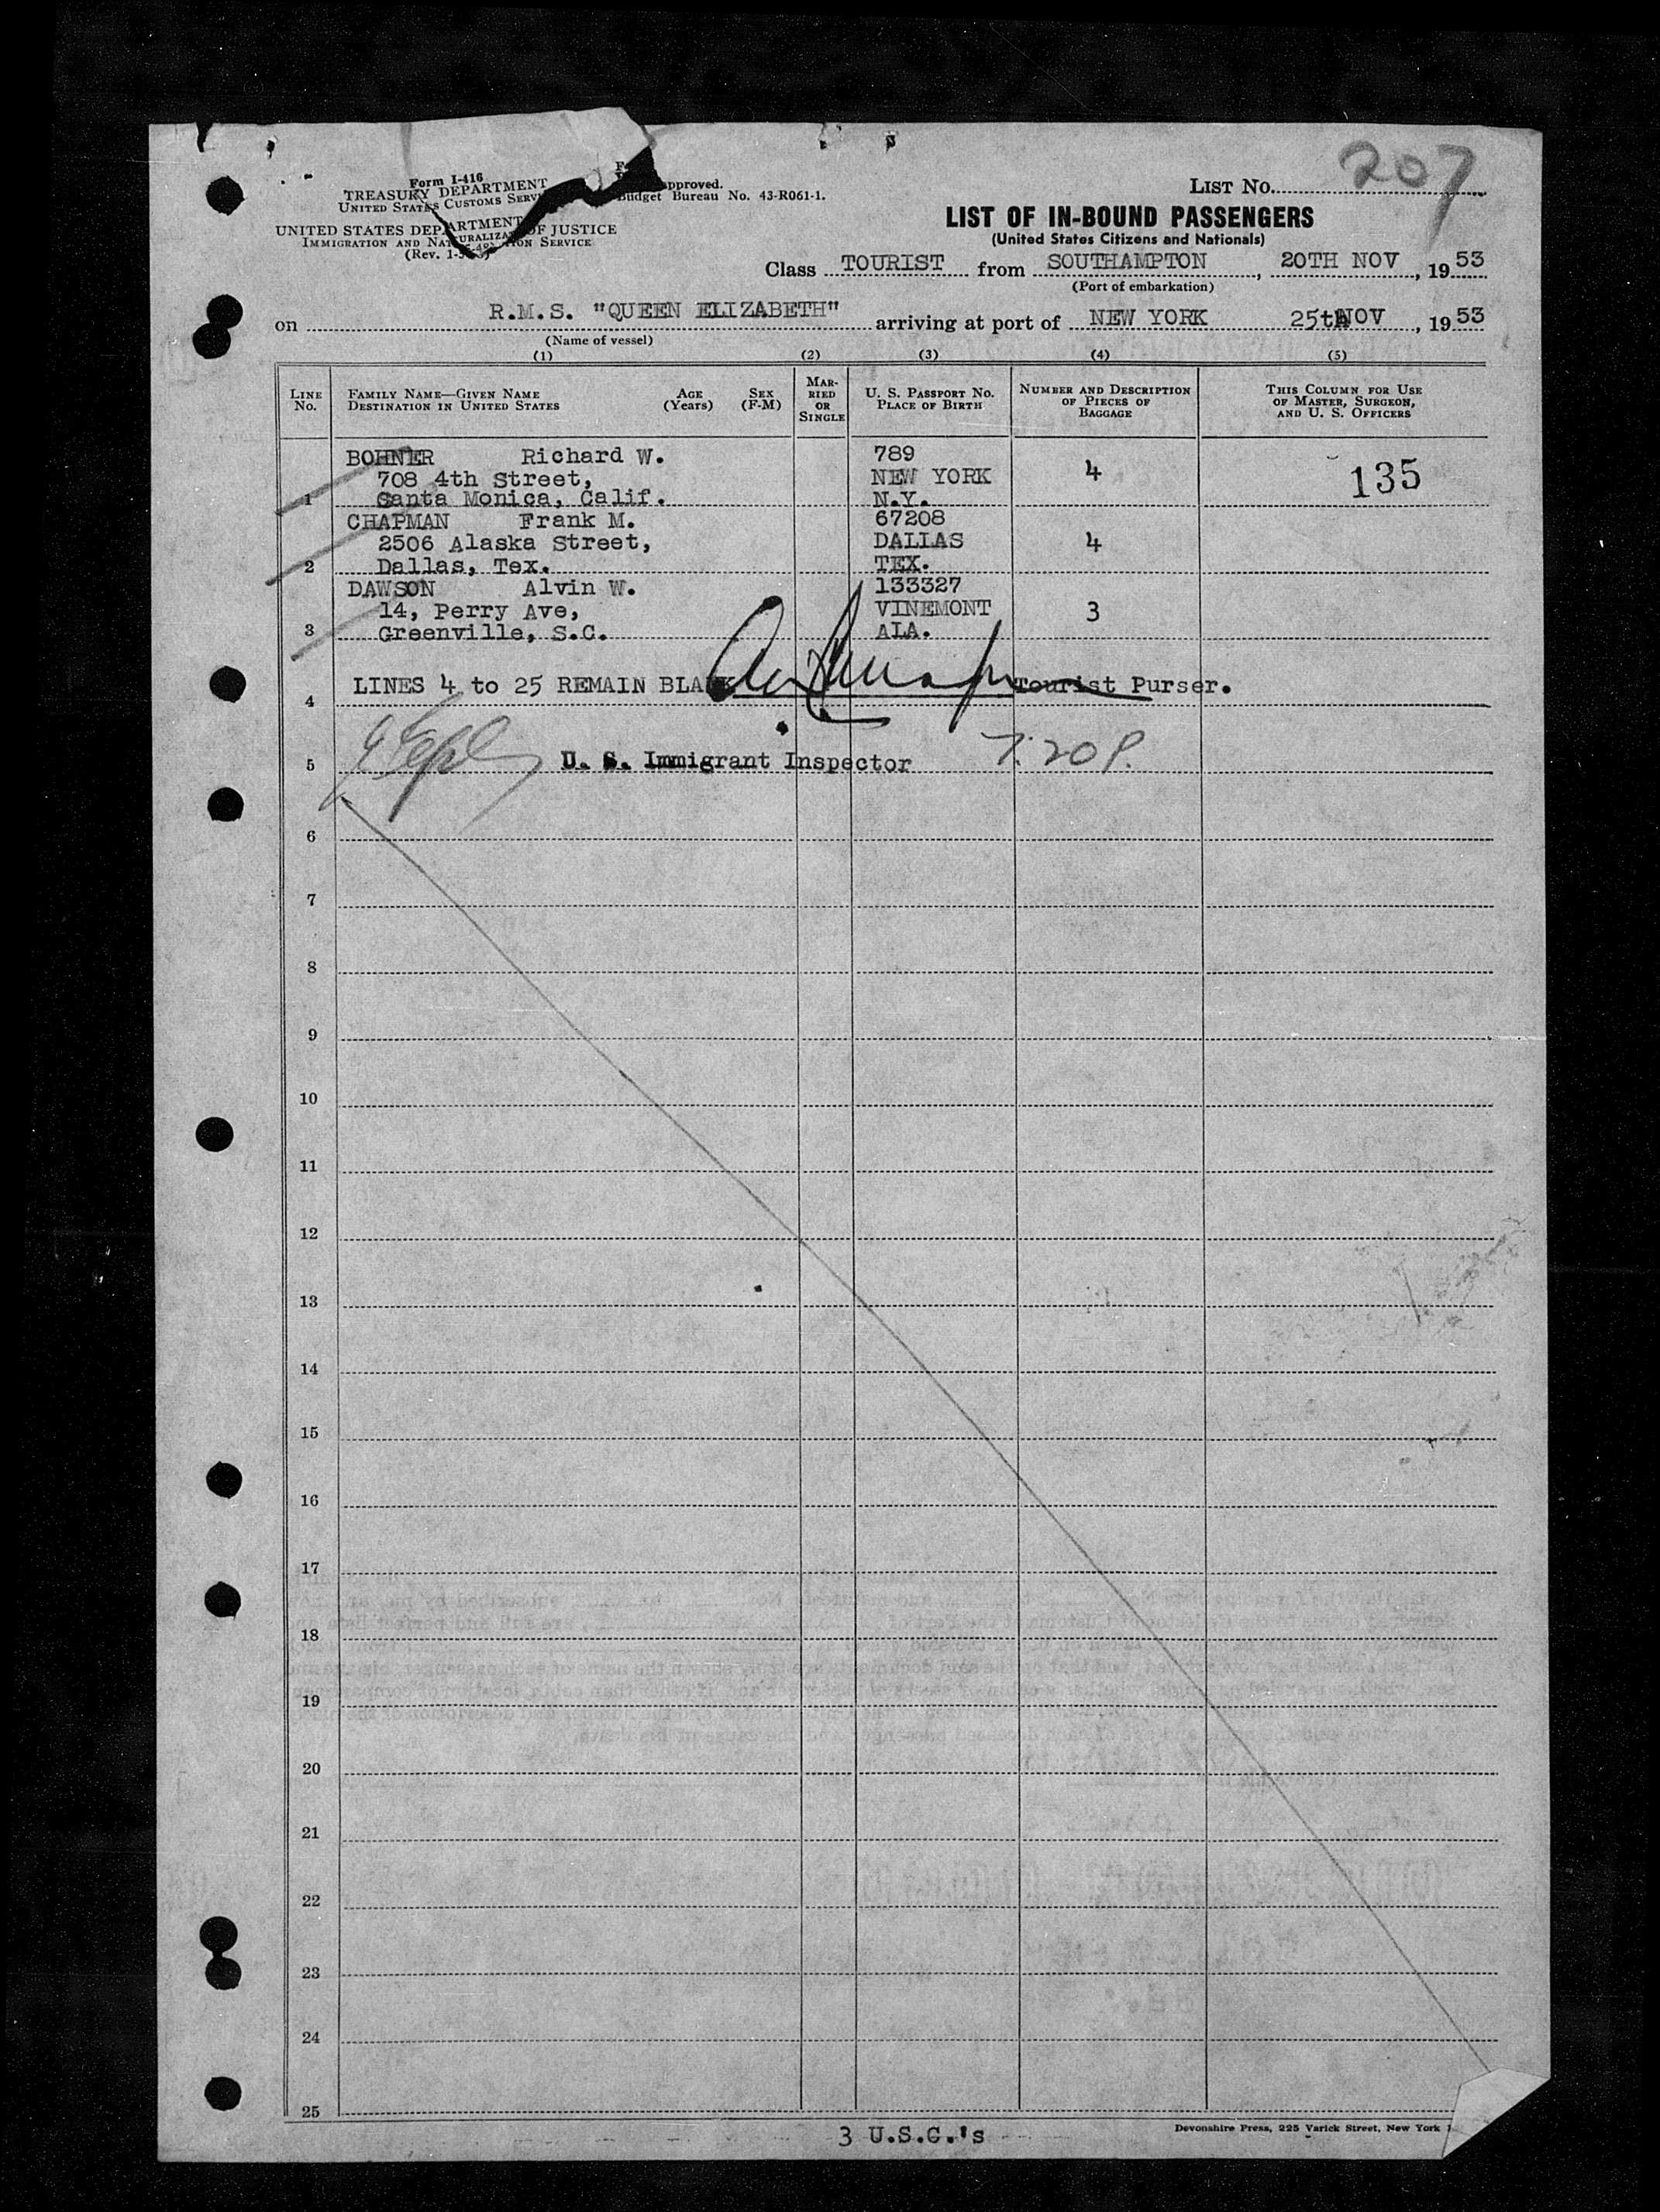 207
Form I-416
TREASURY DEPARTMENT
UNITED STATES CUSTOMS
approved.
Budget Bureau No. 43-R061-1.
LIST NO.
UNITED STATES DEPARTMENT OF JUSTICE
IMMIGRATION AND NATURALIZATION SERVICE
(Rev.
LIST OF IN-BOUND PASSENGERS
(United States Citizens and Nationals)
Class TOURIST from SOUTHAMPTON, 20TH NOV, 1953
(Port of embarkation)
on R.M.S. "QUEEN ELIZABETH" arriving at port of NEW YORK 25th NOV, 1953
(Name of vessel)
(1) (2) (3) (4) (5)
LINE No.
FAMILY NAME—GIVEN NAME AGE (Years) SEX (F-M)
DESTINATION IN UNITED STATES
MARRIED OR SINGLE
U. S. PASSPORT NO.
PLACE OF BIRTH
NUMBER AND DESCRIPTION OF PIECES OF BAGGAGE
THIS COLUMN FOR USE OF MASTER, SURGEON, AND U. S. OFFICERS
BOHNER Richard W. 789
708 4th Street, NEW YORK 4 135
1 Santa Monica, Calif. N.Y.
CHAPMAN Frank M. 67208
2506 Alaska Street, DALLAS 4
2 Dallas, Tex. TEX.
DAWSON Alvin W. 133327
14, Perry Ave, VINEMONT 3
3 Greenville, S.C. ALA.
LINES 4 to 25 REMAIN BLANK Tourist Purser.
4
5 U. S. Immigrant Inspector 7.20P.
6
7
8
9
10
11
12
13
14
15
16
17
18
19
20
21
22
23
24
25
3 U.S.C.'s
Devonshire Press, 225 Varick Street, New York